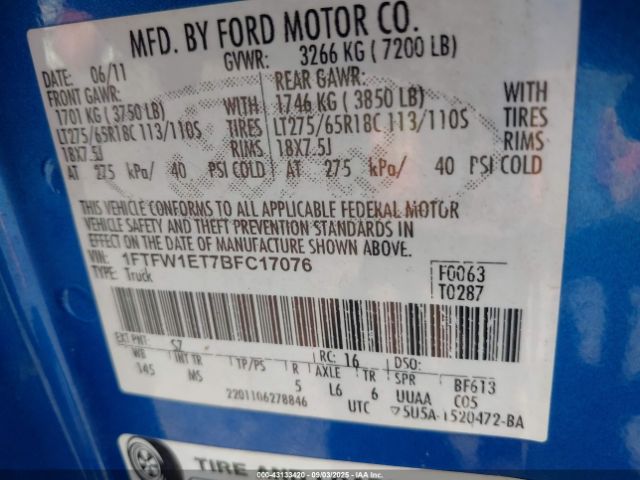 MFD. BY FORD MOTOR CO.
DATE: 06/11 GVWR: 3266 KG ( 7200 LB)
FRONT GAWR: REAR GAWR:
1701 KG ( 3750 LB) WITH 1746 KG ( 3850 LB) WITH
LT275/65R18C 113/110S TIRES LT275/65R18C 113/110S TIRES
18X7.5J RIMS 18X7.5J RIMS
AT 275 kPa/ 40 PSI COLD AT 275 kPa/ 40 PSI COLD
THIS VEHICLE CONFORMS TO ALL APPLICABLE FEDERAL MOTOR
VEHICLE SAFETY AND THEFT PREVENTION STANDARDS IN
EFFECT ON THE DATE OF MANUFACTURE SHOWN ABOVE.
VIN: 1FTFW1ET7BFC17076 F0063
TYPE: Truck T0287
EXT PNT: SZ RC: 16 DSO:
WB INT TR TP/PS R AXLE TR SPR BF613
145 MS 5 L6 6 UUAA C05
2201106278846 UTC 5U5A-1520472-BA
TIRE
000-43133420 09/03/2025